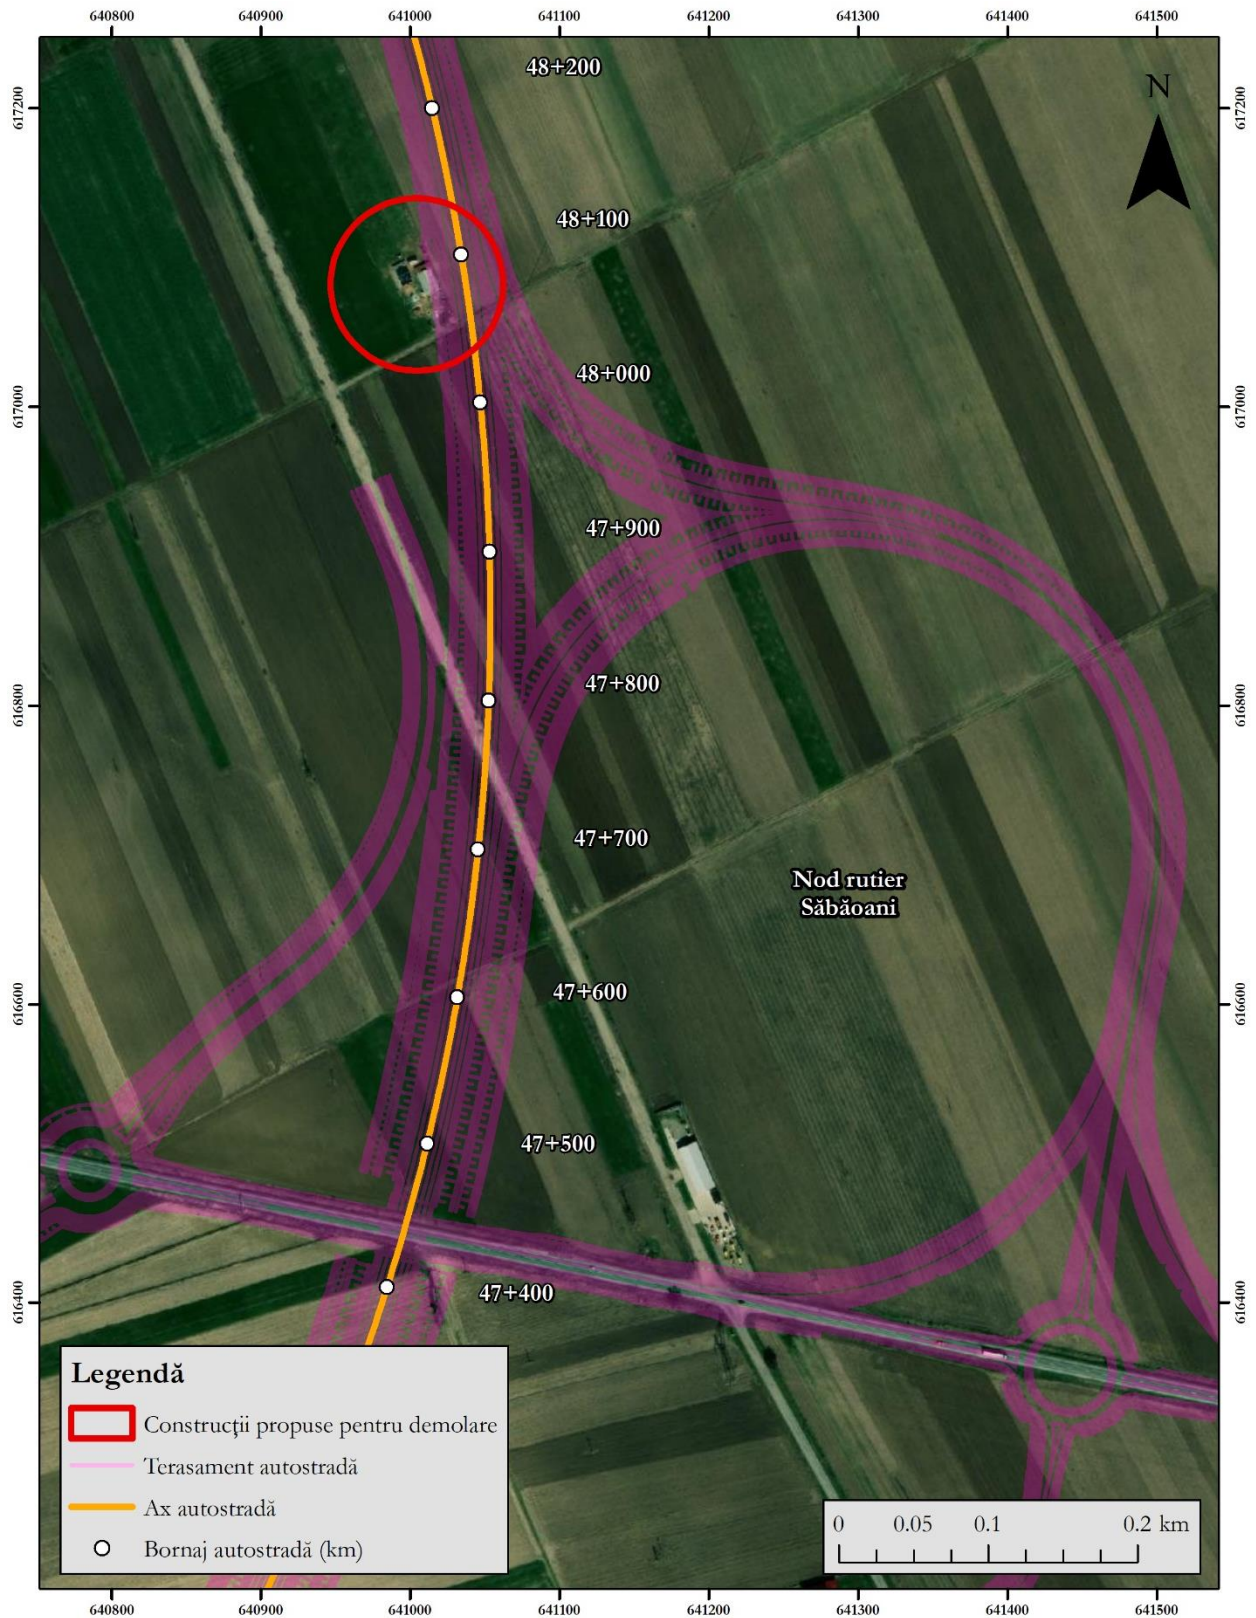 640800 640900 641000 641100 641200 641300 641400 641500
48+200
N
617200 617200
48+100
48+000
617000 617000
47+900
47+800
616800 616800
47+700
Nod rutier
Săbăoani
47+600
616600 616600
47+500
47+400
616400 616400
Legendă
Construcții propuse pentru demolare
Terasament autostradă
Ax autostradă
Bornaj autostradă (km)
0 0.05 0.1 0.2 km
640800 640900 641000 641100 641200 641300 641400 641500